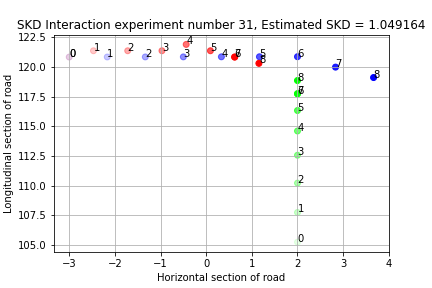 SKD Interaction experiment number 31, Estimated SKD = 1.049164
Longitudinal section of road
122.5
120.0
117.5
115.0
112.5
110.0
107.5
105.0
0 1 2 3 4 5 6 7 8
0 1 2 3 4 5 6 7 8
0 1 2 3 4 5 6 7 8
−3 −2 −1 0 1 2 3 4
Horizontal section of road